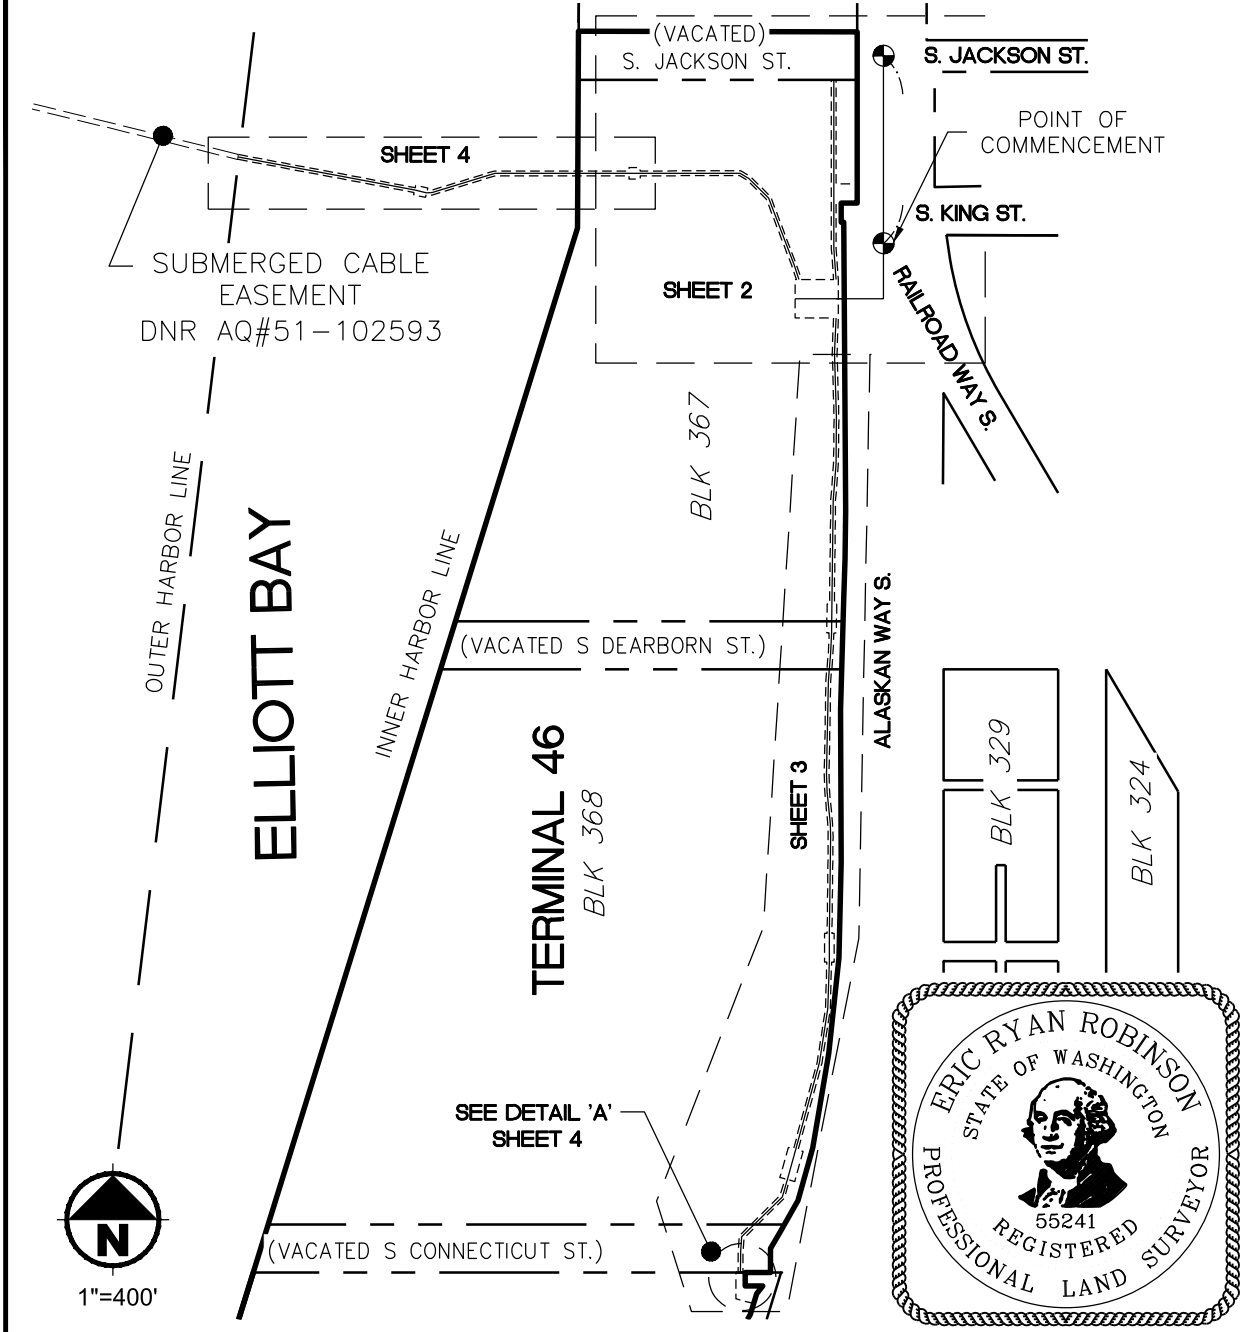 (VACATED)
S. JACKSON ST.
S. JACKSON ST.
POINT OF
COMMENCEMENT
SHEET 4
S. KING ST.
SUBMERGED CABLE
EASEMENT
DNR AQ#51-102593
SHEET 2
RAILROAD WAY S.
BLK 367
OUTER HARBOR LINE
ELLIOTT BAY
INNER HARBOR LINE
(VACATED S DEARBORN ST.)
ALASKAN WAY S.
TERMINAL 46
BLK 368
SHEET 3
BLK 329
BLK 324
SEE DETAIL 'A'
SHEET 4
(VACATED S CONNECTICUT ST.)
N
1"=400'
ERIC RYAN ROBINSON
STATE OF WASHINGTON
55241
REGISTERED
PROFESSIONAL LAND SURVEYOR